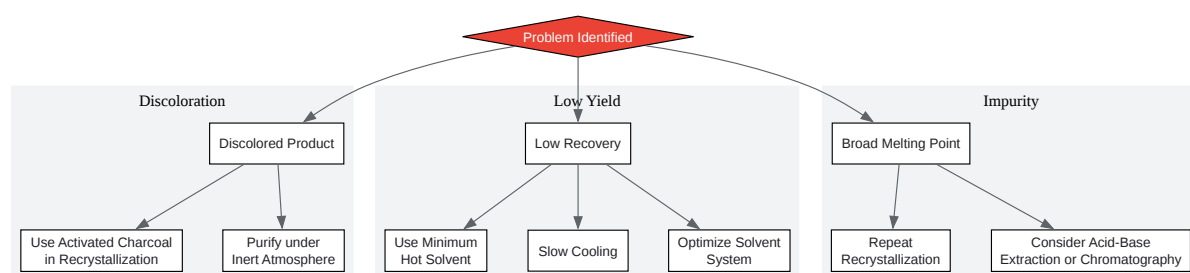 Problem Identified
Discoloration
Low Yield
Impurity
Discolored Product
Low Recovery
Broad Melting Point
Use Activated Charcoal
in Recrystallization
Purify under
Inert Atmosphere
Use Minimum
Hot Solvent
Slow Cooling
Optimize Solvent
System
Repeat
Recrystallization
Consider Acid-Base
Extraction or Chromatography